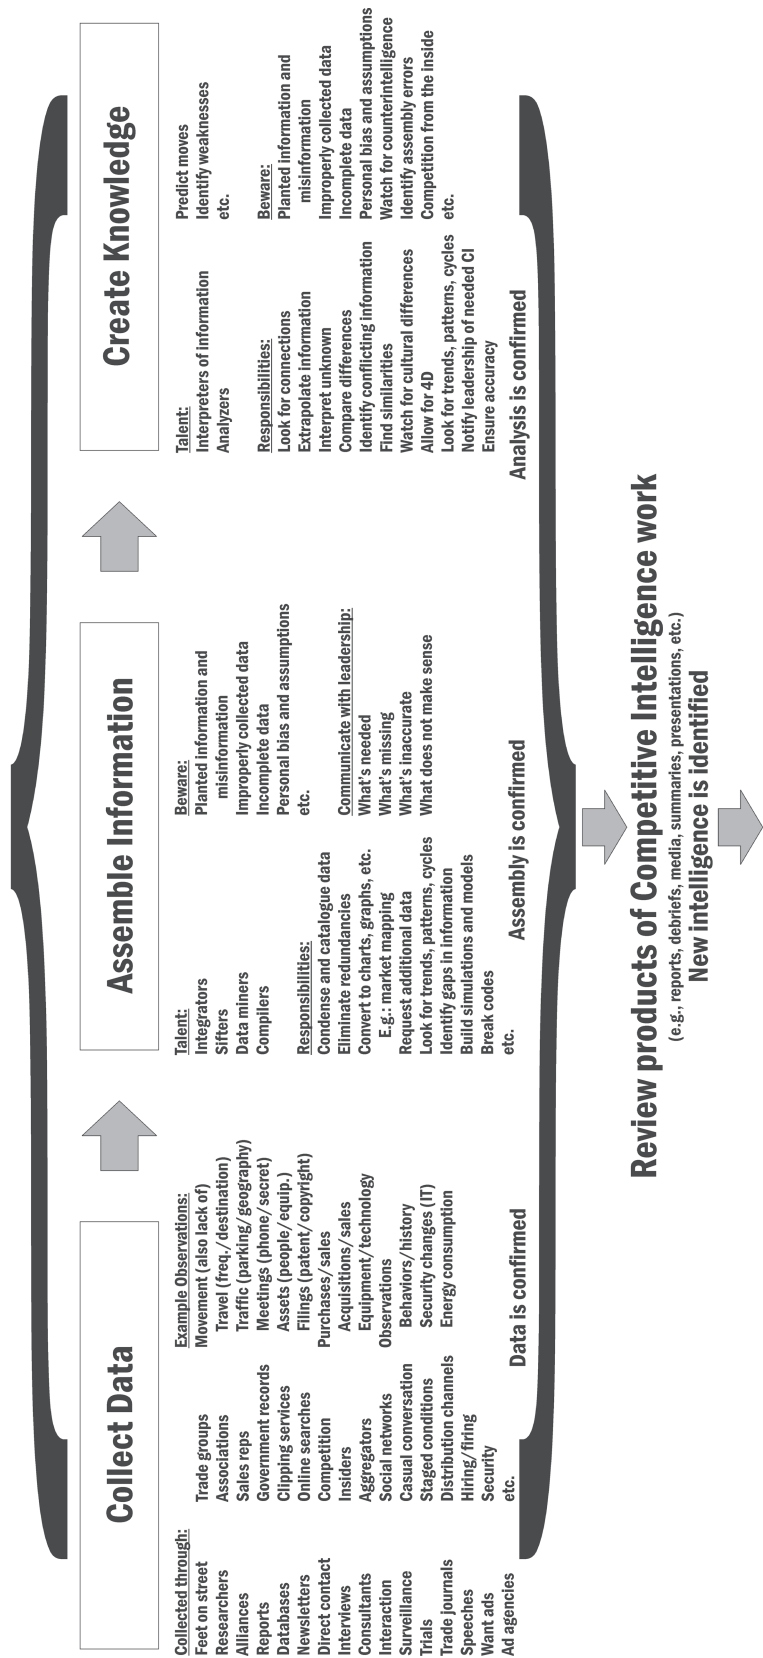 Collect Data
Collected through:
Feet on street
Researchers
Alliances
Reports
Databases
Newsletters
Direct contact
Interviews
Consultants
Interaction
Surveillance
Trials
Trade journals
Speeches
Want ads
Ad agencies
Trade groups
Associations
Sales reps
Government records
Clipping services
Online searches
Competition
Insiders
Aggregators
Social networks
Casual conversation
Staged conditions
Distribution channels
Hiring/firing
Security
etc.
Example Observations:
Movement (also lack of)
Travel (freq./destination)
Traffic (parking/geography)
Meetings (phone/secret)
Assets (people/equip.)
Filings (patent/copyright)
Purchases/sales
Acquisitions/sales
Equipment/technology
Observations
Behaviors/history
Security changes (IT)
Energy consumption
Data is confirmed
Assemble Information
Talent:
Integrators
Sifters
Data miners
Compilers
Responsibilities:
Condense and catalogue data
Eliminate redundancies
Convert to charts, graphs, etc.
E.g.: market mapping
Request additional data
Look for trends, patterns, cycles
Identify gaps in information
Build simulations and models
Break codes
etc.
Beware:
Planted information and
misinformation
Improperly collected data
Incomplete data
Personal bias and assumptions
etc.
Communicate with leadership:
What's needed
What's missing
What's inaccurate
What does not make sense
Assembly is confirmed
Create Knowledge
Talent:
Interpreters of information
Analyzers
Responsibilities:
Look for connections
Extrapolate information
Interpret unknown
Compare differences
Identify conflicting information
Find similarities
Watch for cultural differences
Allow for 4D
Look for trends, patterns, cycles
Notify leadership of needed CI
Ensure accuracy
Predict moves
Identify weaknesses
etc.
Beware:
Planted information and
misinformation
Improperly collected data
Incomplete data
Personal bias and assumptions
Watch for counterintelligence
Identify assembly errors
Competition from the inside
etc.
Analysis is confirmed
Review products of Competitive Intelligence work
(e.g., reports, debriefs, media, summaries, presentations, etc.)
New intelligence is identified